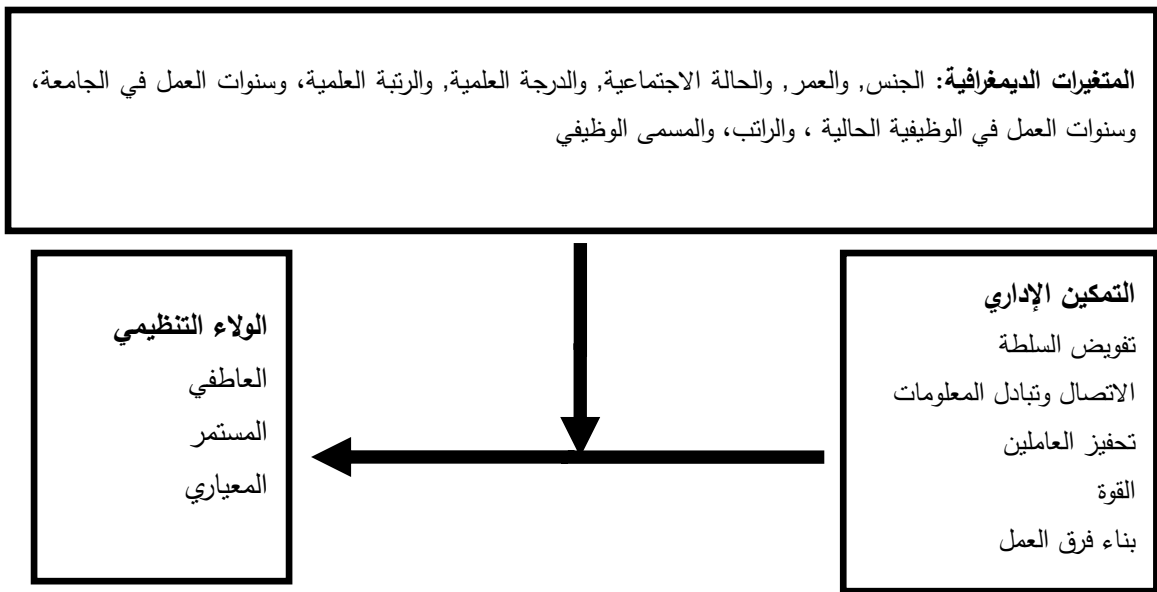 المتغيرات الديمغرافية: الجنس, والعمر, والحالة الاجتماعية, والدرجة العلمية, والرتبة العلمية، وسنوات العمل في الجامعة،
وسنوات العمل في الوظيفية الحالية ، والراتب، والمسمى الوظيفي
التمكين الإداري
تفويض السلطة
الاتصال وتبادل المعلومات
تحفيز العاملين
القوة
بناء فرق العمل
الولاء التنظيمي
العاطفي
المستمر
المعياري